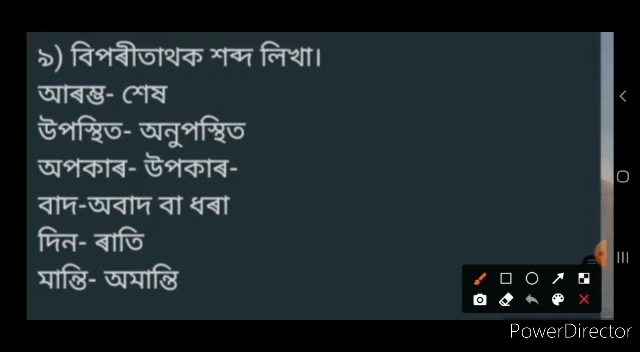 ৯) বিপৰীতাথক শব্দ লিখা।
আৰম্ভ- শেষ
উপস্থিত- অনুপস্থিত
অপকাৰ- উপকাৰ-
বাদ-অবাদ বা ধৰা
দিন- ৰাতি
মান্তি- অমান্তি
PowerDirector